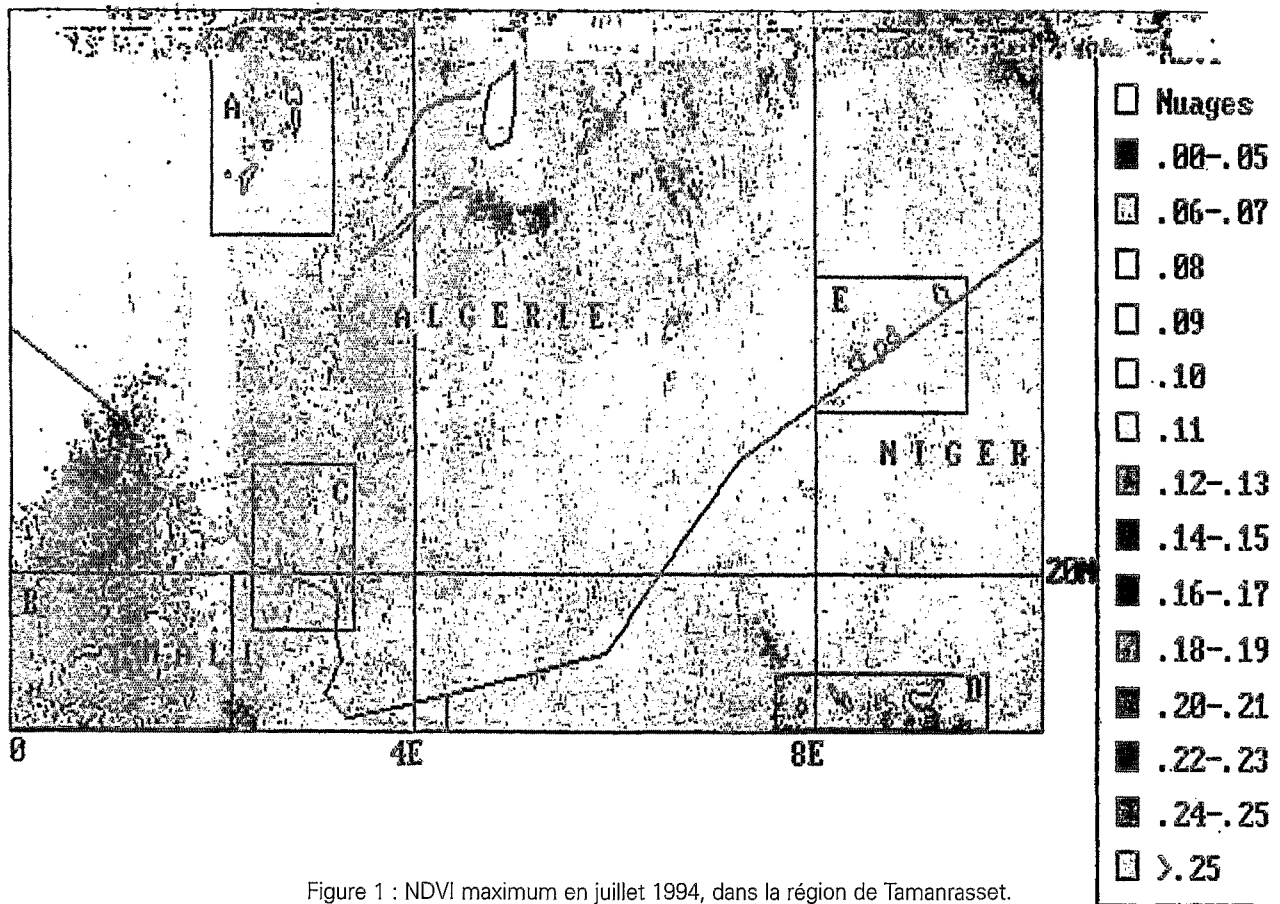 A
ALGERIE
E
NIGER
C
B
MALI
D
20N
0
4E
8E
Nuages
.00-.05
.06-.07
.08
.09
.10
.11
.12-.13
.14-.15
.16-.17
.18-.19
.20-.21
.22-.23
.24-.25
>.25
Figure 1 : NDVI maximum en juillet 1994, dans la région de Tamanrasset.